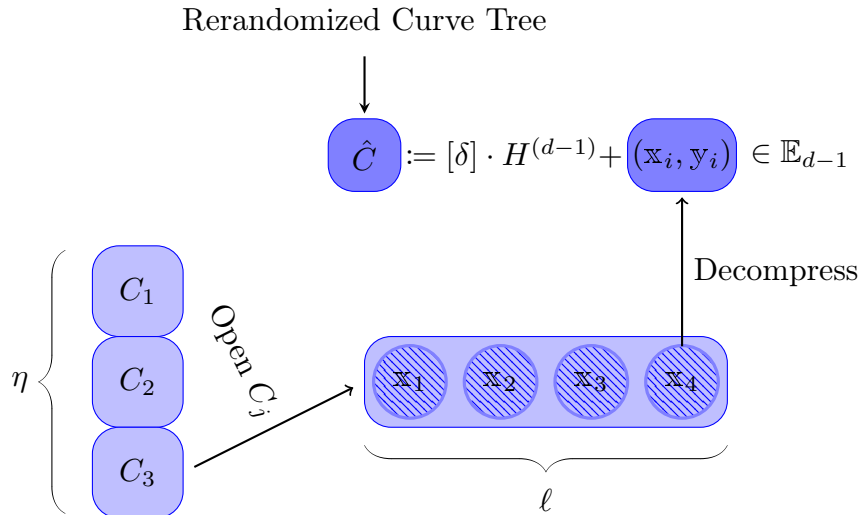 Rerandomized Curve Tree
Ĉ := [δ] · H^(d−1) + (𝕩_i, 𝕪_i) ∈ 𝔼_{d−1}
Decompress
η
C_1
C_2
C_3
Open C_j
𝕩_1 𝕩_2 𝕩_3 𝕩_4
ℓ